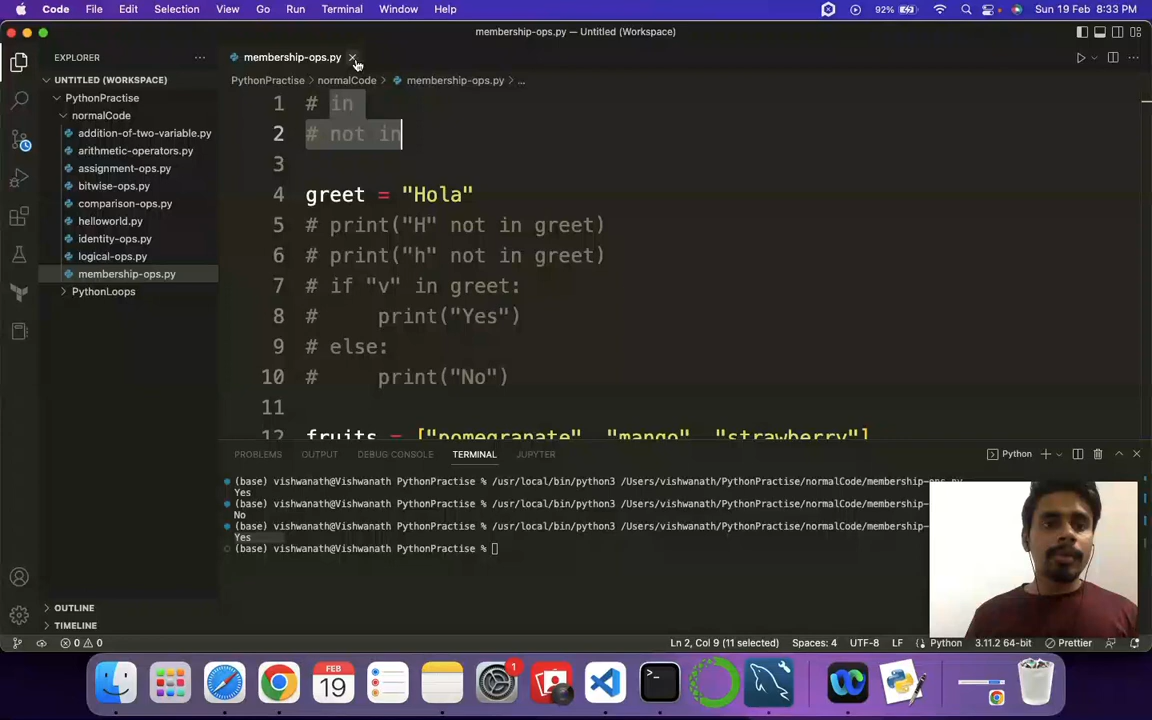 Code File Edit Selection View Go Run Terminal Window Help 92% Sun 19 Feb 8:33 PM
membership-ops.py — Untitled (Workspace)
EXPLORER ··· membership-ops.py
UNTITLED (WORKSPACE) PythonPractise > normalCode > membership-ops.py > ...
PythonPractise
normalCode
addition-of-two-variable.py
arithmetic-operators.py
assignment-ops.py
bitwise-ops.py
comparison-ops.py
helloworld.py
identity-ops.py
logical-ops.py
membership-ops.py
PythonLoops
1 # in
2 # not in
3
4 greet = "Hola"
5 # print("H" not in greet)
6 # print("h" not in greet)
7 # if "v" in greet:
8 #     print("Yes")
9 # else:
10 #     print("No")
11
12 fruits = ["pomegranate", "mango", "strawberry"]
PROBLEMS OUTPUT DEBUG CONSOLE TERMINAL JUPYTER Python
(base) vishwanath@Vishwanath PythonPractise % /usr/local/bin/python3 /Users/vishwanath/PythonPractise/normalCode/membership-ops.py
Yes
(base) vishwanath@Vishwanath PythonPractise % /usr/local/bin/python3 /Users/vishwanath/PythonPractise/normalCode/membership-
No
(base) vishwanath@Vishwanath PythonPractise % /usr/local/bin/python3 /Users/vishwanath/PythonPractise/normalCode/membership-
Yes
(base) vishwanath@Vishwanath PythonPractise %
OUTLINE
TIMELINE
0 0 Ln 2, Col 9 (11 selected) Spaces: 4 UTF-8 LF Python 3.11.2 64-bit Prettier
FEB
19
1